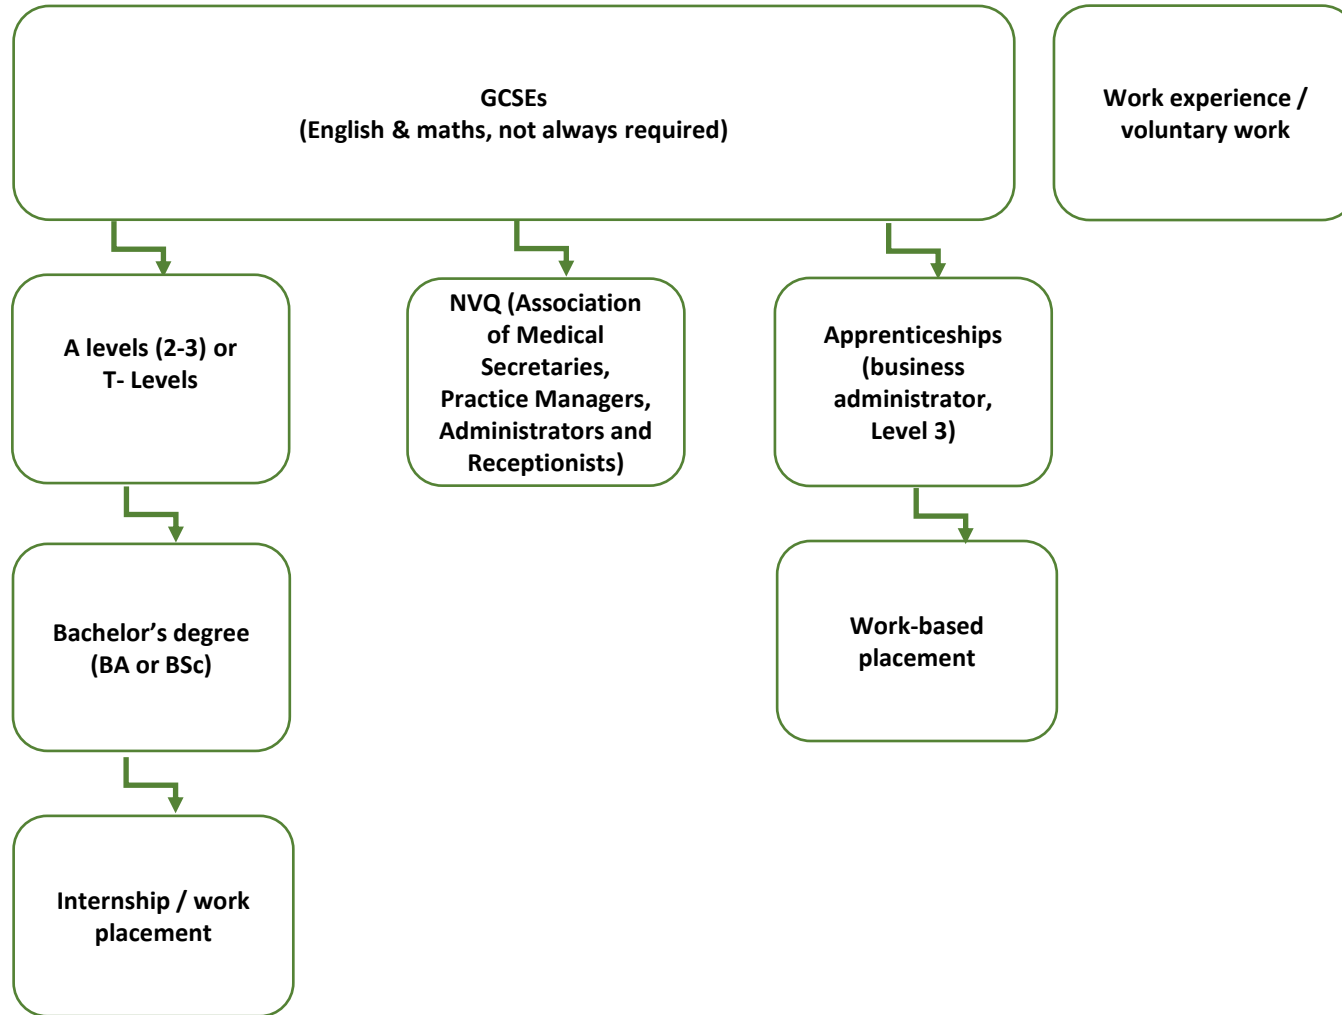 GCSEs
(English & maths, not always required)
Work experience /
voluntary work
A levels (2-3) or
T- Levels
NVQ (Association
of Medical
Secretaries,
Practice Managers,
Administrators and
Receptionists)
Apprenticeships
(business
administrator,
Level 3)
Bachelor’s degree
(BA or BSc)
Work-based
placement
Internship / work
placement